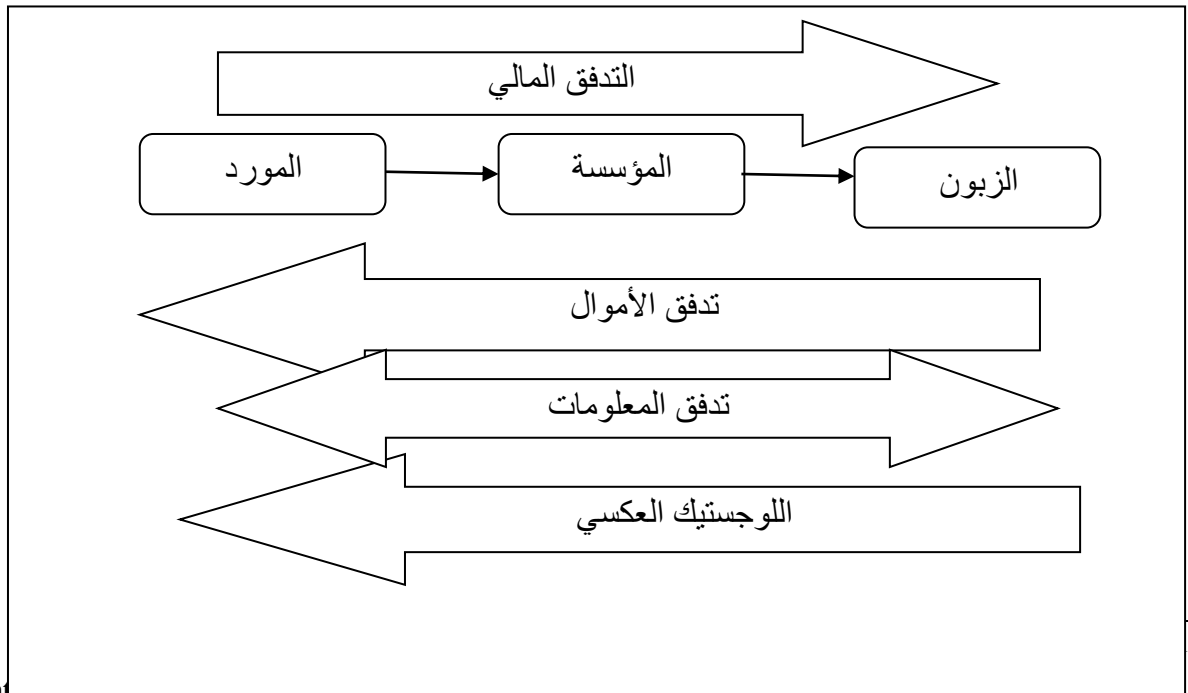 التدفق المالي
المورد
المؤسسة
الزبون
تدفق الأموال
تدفق المعلومات
اللوجستيك العكسي